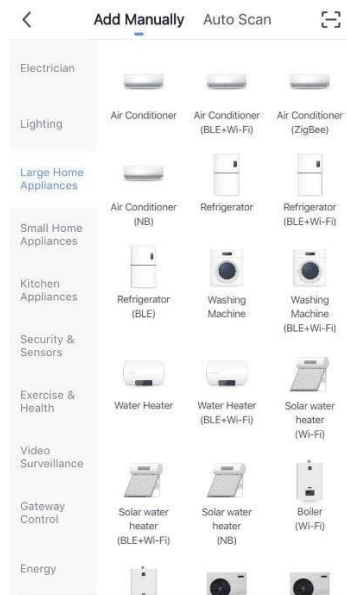 Add Manually Auto Scan
Electrician
Lighting
Large Home
Appliances
Small Home
Appliances
Kitchen
Appliances
Security &
Sensors
Exercise &
Health
Video
Surveillance
Gateway
Control
Energy
Air Conditioner
Air Conditioner
(BLE+Wi-Fi)
Air Conditioner
(ZigBee)
Air Conditioner
(NB)
Refrigerator
Refrigerator
(BLE+Wi-Fi)
Refrigerator
(BLE)
Washing
Machine
Washing
Machine
(BLE+Wi-Fi)
Water Heater
Water Heater
(BLE+Wi-Fi)
Solar water
heater
(Wi-Fi)
Solar water
heater
(BLE+Wi-Fi)
Solar water
heater
(NB)
Boiler
(Wi-Fi)